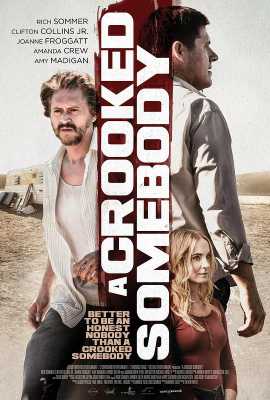 RICH SOMMER
CLIFTON COLLINS JR.
JOANNE FROGGATT
AMANDA CREW
AMY MADIGAN
A CROOKED
SOMEBODY
BETTER
TO BE AN
HONEST
NOBODY
THAN A
CROOKED
SOMEBODY